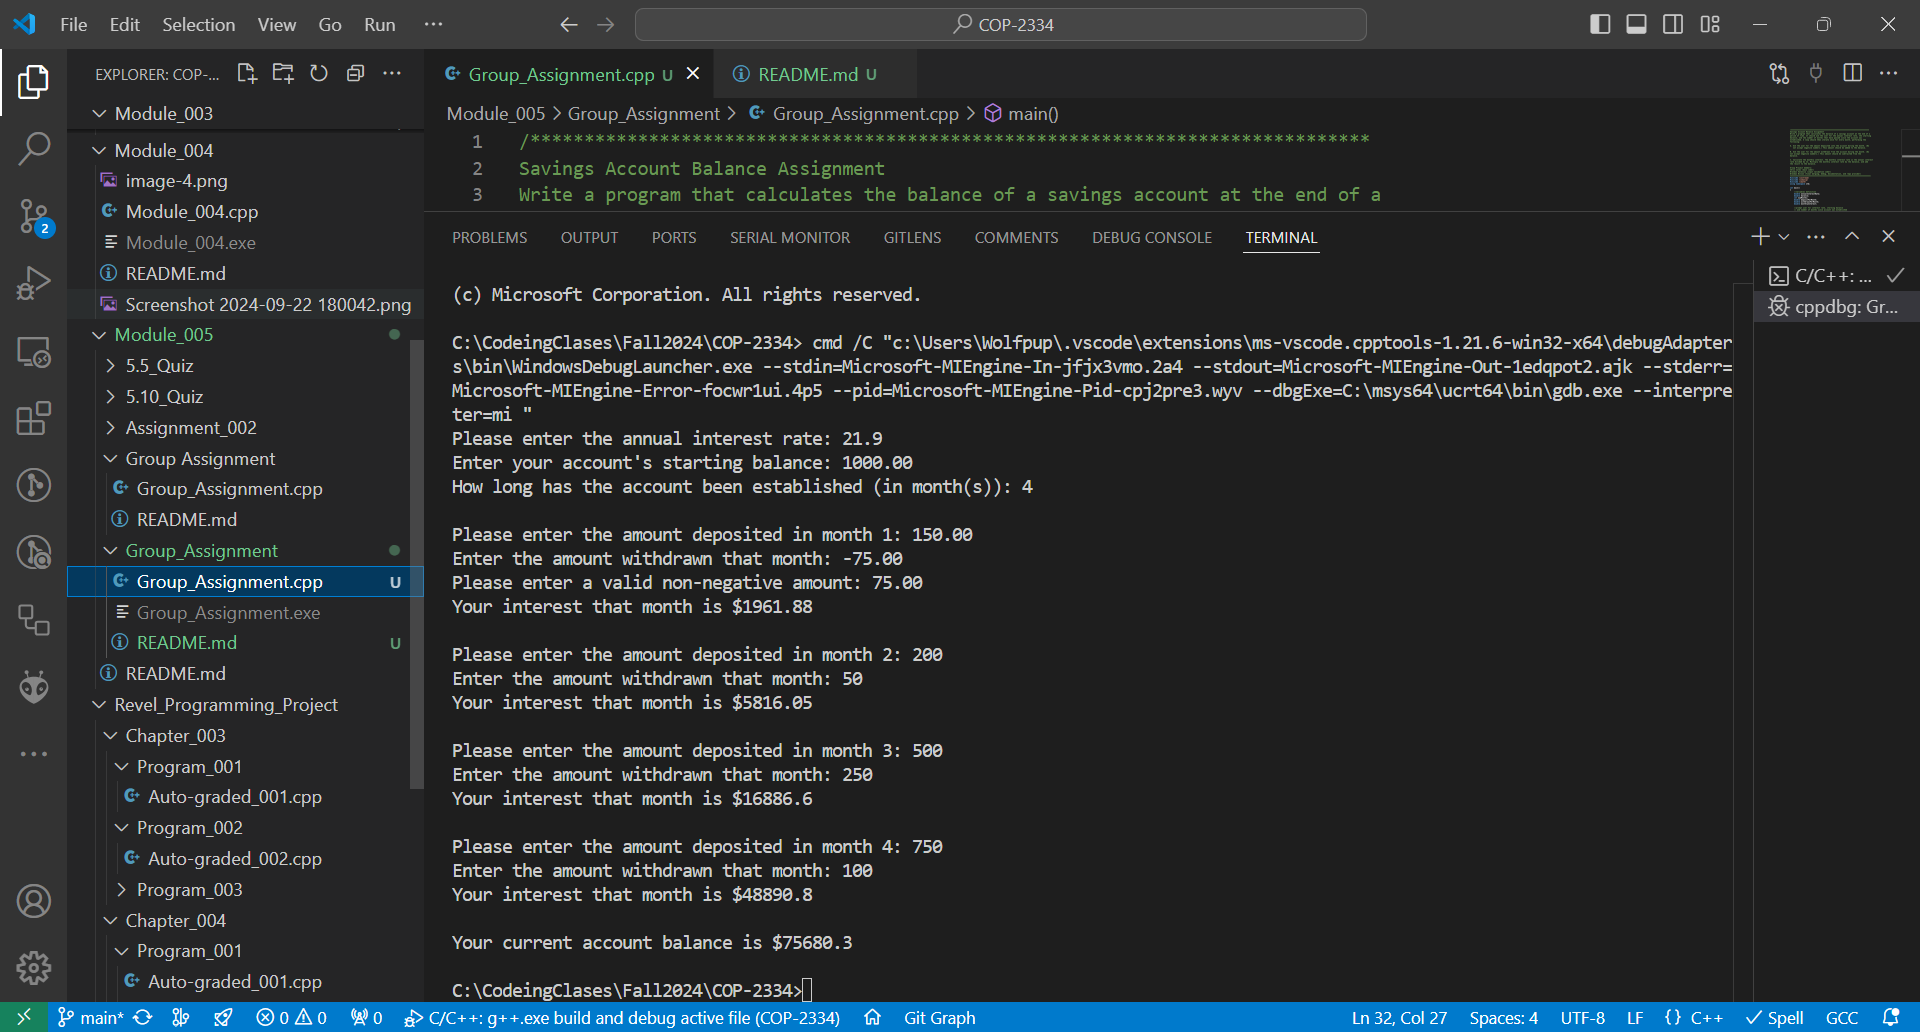 File Edit Selection View Go Run ··· COP-2334
EXPLORER: COP-... ···
Module_003
Module_004
image-4.png
Module_004.cpp
Module_004.exe
README.md
Screenshot 2024-09-22 180042.png
Module_005
5.5_Quiz
5.10_Quiz
Assignment_002
Group Assignment
Group_Assignment.cpp
README.md
Group_Assignment
Group_Assignment.cpp U
Group_Assignment.exe
README.md U
README.md
Revel_Programming_Project
Chapter_003
Program_001
Auto-graded_001.cpp
Program_002
Auto-graded_002.cpp
Program_003
Chapter_004
Program_001
Auto-graded_001.cpp
2
Group_Assignment.cpp U README.md U
Module_005 > Group_Assignment > Group_Assignment.cpp > main()
1 /******************************************************************************
2 Savings Account Balance Assignment
3 Write a program that calculates the balance of a savings account at the end of a
PROBLEMS OUTPUT PORTS SERIAL MONITOR GITLENS COMMENTS DEBUG CONSOLE TERMINAL
C/C++: ...
cppdbg: Gr...
(c) Microsoft Corporation. All rights reserved.
C:\CodeingClases\Fall2024\COP-2334> cmd /C "c:\Users\Wolfpup\.vscode\extensions\ms-vscode.cpptools-1.21.6-win32-x64\debugAdapter
s\bin\WindowsDebugLauncher.exe --stdin=Microsoft-MIEngine-In-jfjx3vmo.2a4 --stdout=Microsoft-MIEngine-Out-1edqpot2.ajk --stderr=
Microsoft-MIEngine-Error-focwr1ui.4p5 --pid=Microsoft-MIEngine-Pid-cpj2pre3.wyv --dbgExe=C:\msys64\ucrt64\bin\gdb.exe --interpre
ter=mi "
Please enter the annual interest rate: 21.9
Enter your account's starting balance: 1000.00
How long has the account been established (in month(s)): 4
Please enter the amount deposited in month 1: 150.00
Enter the amount withdrawn that month: -75.00
Please enter a valid non-negative amount: 75.00
Your interest that month is $1961.88
Please enter the amount deposited in month 2: 200
Enter the amount withdrawn that month: 50
Your interest that month is $5816.05
Please enter the amount deposited in month 3: 500
Enter the amount withdrawn that month: 250
Your interest that month is $16886.6
Please enter the amount deposited in month 4: 750
Enter the amount withdrawn that month: 100
Your interest that month is $48890.8
Your current account balance is $75680.3
C:\CodeingClases\Fall2024\COP-2334>
main* 0 0 0 C/C++: g++.exe build and debug active file (COP-2334) Git Graph Ln 32, Col 27 Spaces: 4 UTF-8 LF {} C++ Spell GCC